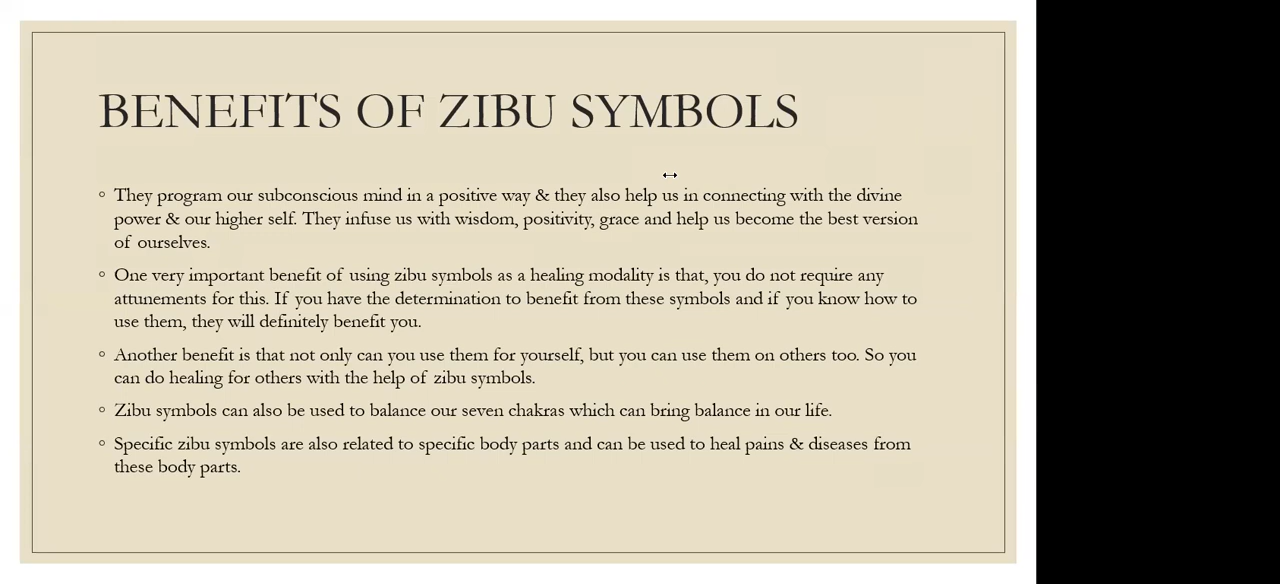 BENEFITS OF ZIBU SYMBOLS
◦ They program our subconscious mind in a positive way & they also help us in connecting with the divine
power & our higher self. They infuse us with wisdom, positivity, grace and help us become the best version
of ourselves.
◦ One very important benefit of using zibu symbols as a healing modality is that, you do not require any
attunements for this. If you have the determination to benefit from these symbols and if you know how to
use them, they will definitely benefit you.
◦ Another benefit is that not only can you use them for yourself, but you can use them on others too. So you
can do healing for others with the help of zibu symbols.
◦ Zibu symbols can also be used to balance our seven chakras which can bring balance in our life.
◦ Specific zibu symbols are also related to specific body parts and can be used to heal pains & diseases from
these body parts.